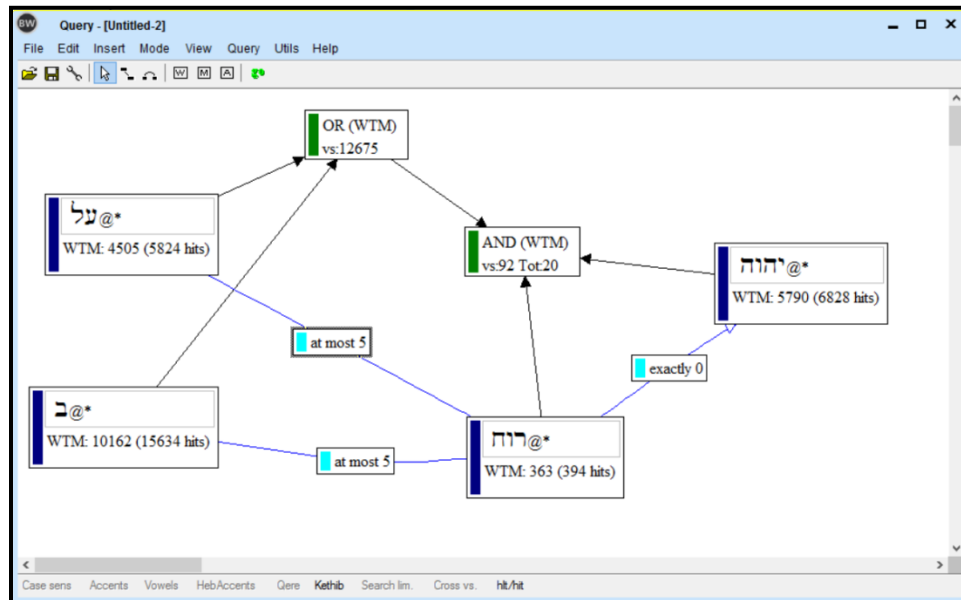 BW Query - [Untitled-2]
File Edit Insert Mode View Query Utils Help
W M A
OR (WTM)
vs:12675
על@*
WTM: 4505 (5824 hits)
AND (WTM)
vs:92 Tot:20
יהוה@*
WTM: 5790 (6828 hits)
at most 5
exactly 0
ב@*
WTM: 10162 (15634 hits)
רוח@*
WTM: 363 (394 hits)
at most 5
Case sens Accents Vowels HebAccents Qere Kethib Search lim. Cross vs. hlt/hit